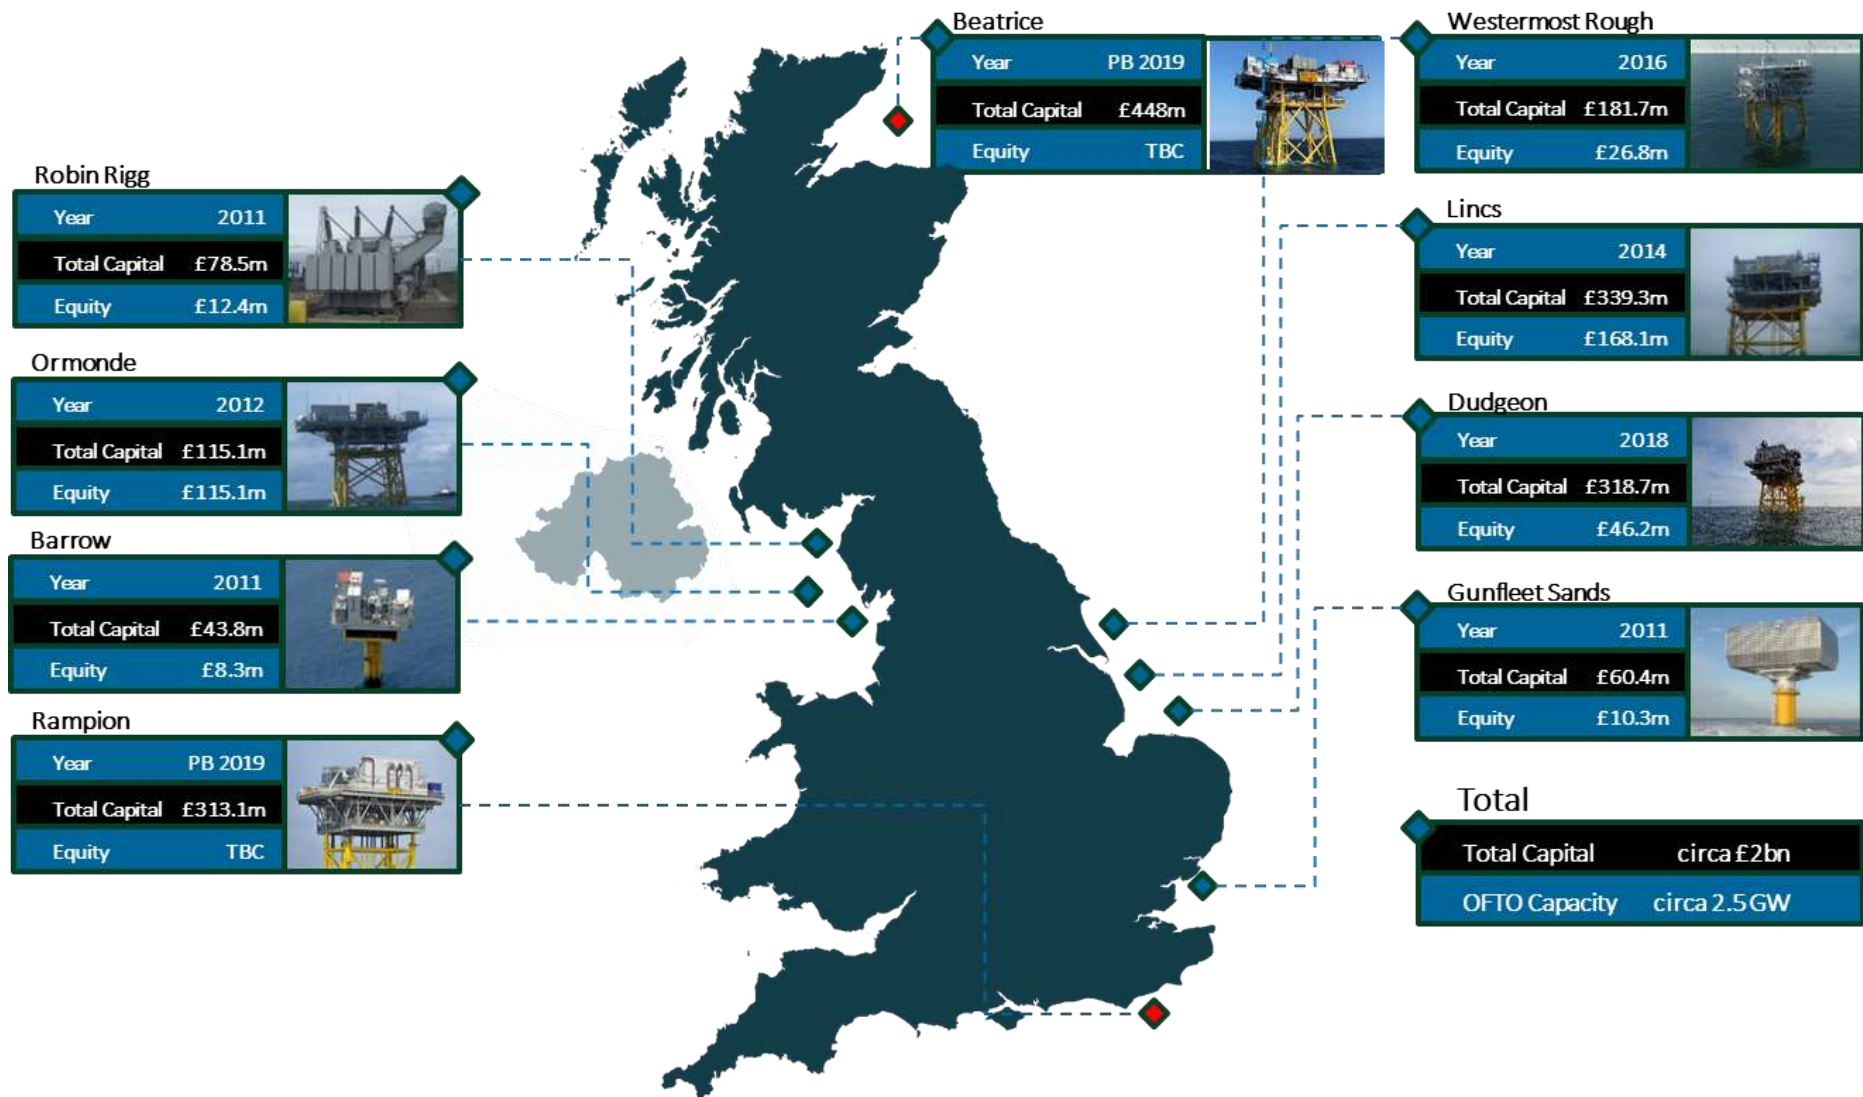 Beatrice
Year PB 2019
Total Capital £448m
Equity TBC
Westermost Rough
Year 2016
Total Capital £181.7m
Equity £26.8m
Robin Rigg
Year 2011
Total Capital £78.5m
Equity £12.4m
Lincs
Year 2014
Total Capital £339.3m
Equity £168.1m
Ormonde
Year 2012
Total Capital £115.1m
Equity £115.1m
Dudgeon
Year 2018
Total Capital £318.7m
Equity £46.2m
Barrow
Year 2011
Total Capital £43.8m
Equity £8.3m
Gunfleet Sands
Year 2011
Total Capital £60.4m
Equity £10.3m
Rampion
Year PB 2019
Total Capital £313.1m
Equity TBC
Total
Total Capital circa £2bn
OFTO Capacity circa 2.5 GW